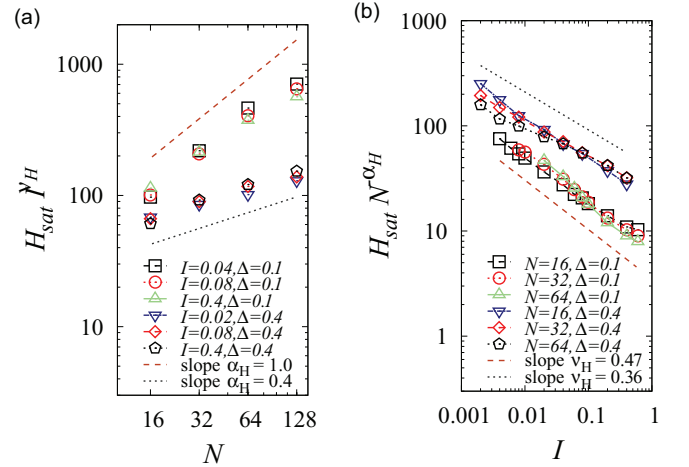 (a)
H_sat I^ν_H
1000
100
10
I=0.04,Δ=0.1
I=0.08,Δ=0.1
I=0.4,Δ=0.1
I=0.02,Δ=0.4
I=0.08,Δ=0.4
I=0.4,Δ=0.4
slope α_H = 1.0
slope α_H = 0.4
16 32 64 128
N
(b)
H_sat N^α_H
1000
100
10
1
N=16, Δ=0.1
N=32, Δ=0.1
N=64, Δ=0.1
N=16, Δ=0.4
N=32, Δ=0.4
N=64, Δ=0.4
slope ν_H = 0.47
slope ν_H = 0.36
0.001 0.01 0.1 1
I